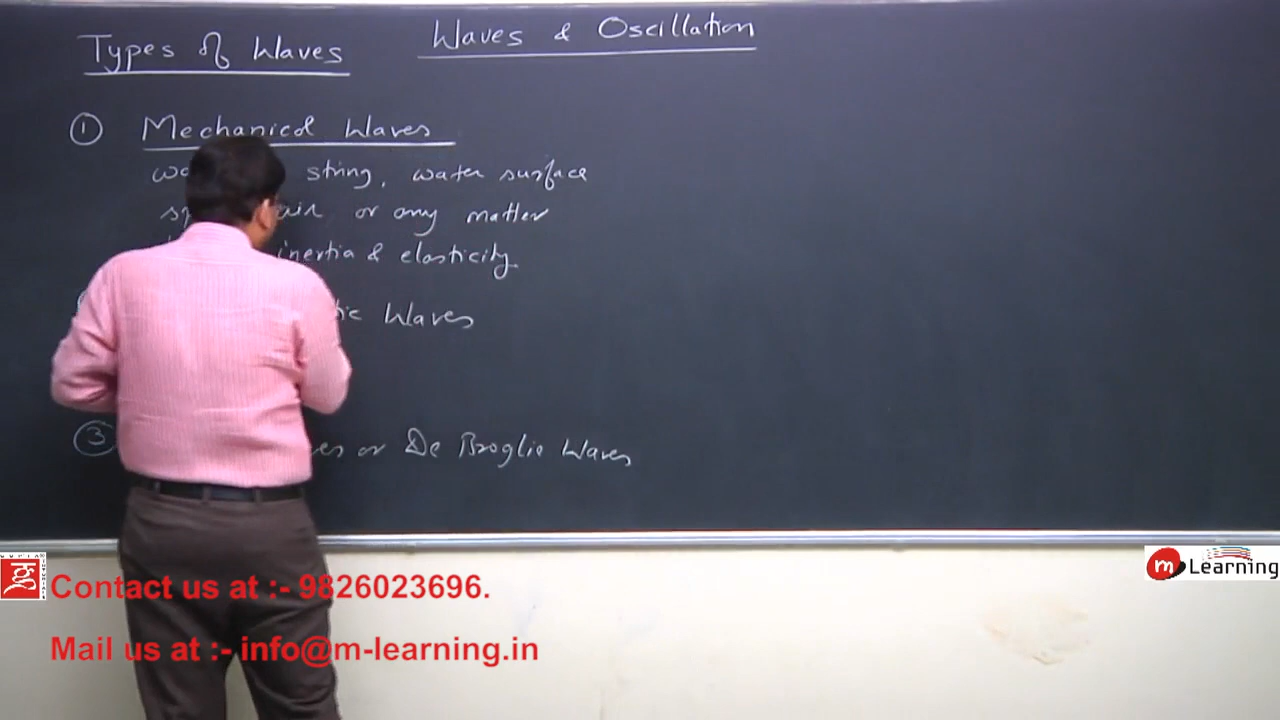 Types of Waves
Waves & Oscillation
1 Mechanical Waves
string, water surface
air or any matter
inertia & elasticity
Waves
3 or De Broglie Waves
m Learning
Contact us at :- 9826023696.
Mail us at :- info@m-learning.in